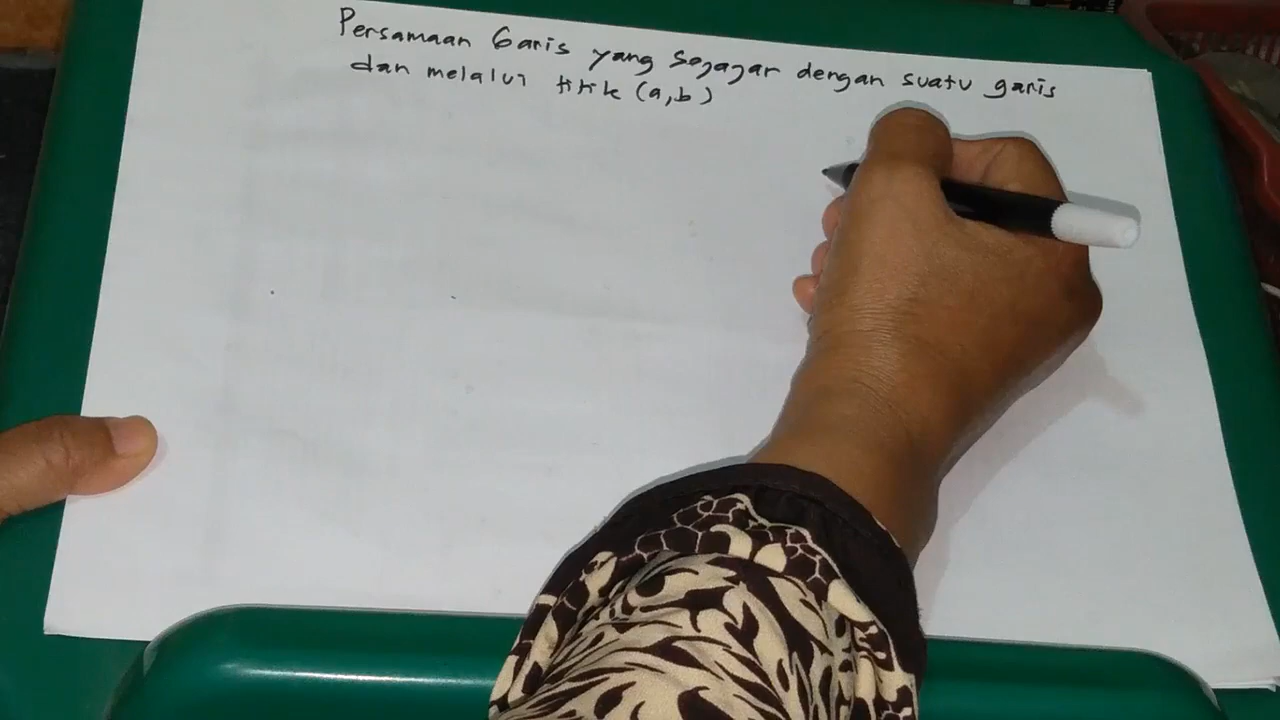 Persamaan Garis yang sejajar dengan suatu garis
dan melalui titik (a,b)